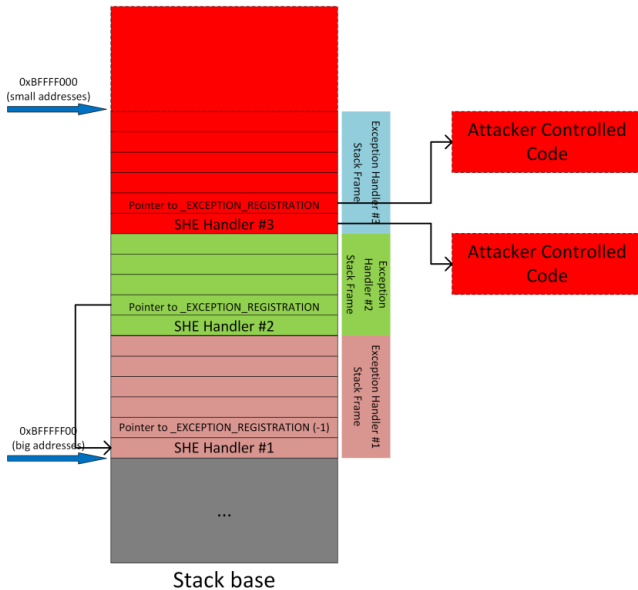 0xBFFFF000
(small addresses)
Exception Handler #3
Stack Frame
Attacker Controlled
Code
Pointer to _EXCEPTION_REGISTRATION
SHE Handler #3
Attacker Controlled
Code
Exception
Handler #2
Stack Frame
Pointer to _EXCEPTION_REGISTRATION
SHE Handler #2
Exception Handler #1
Stack Frame
0xBFFFFF00
(big addresses)
Pointer to _EXCEPTION_REGISTRATION (-1)
SHE Handler #1
...
Stack base